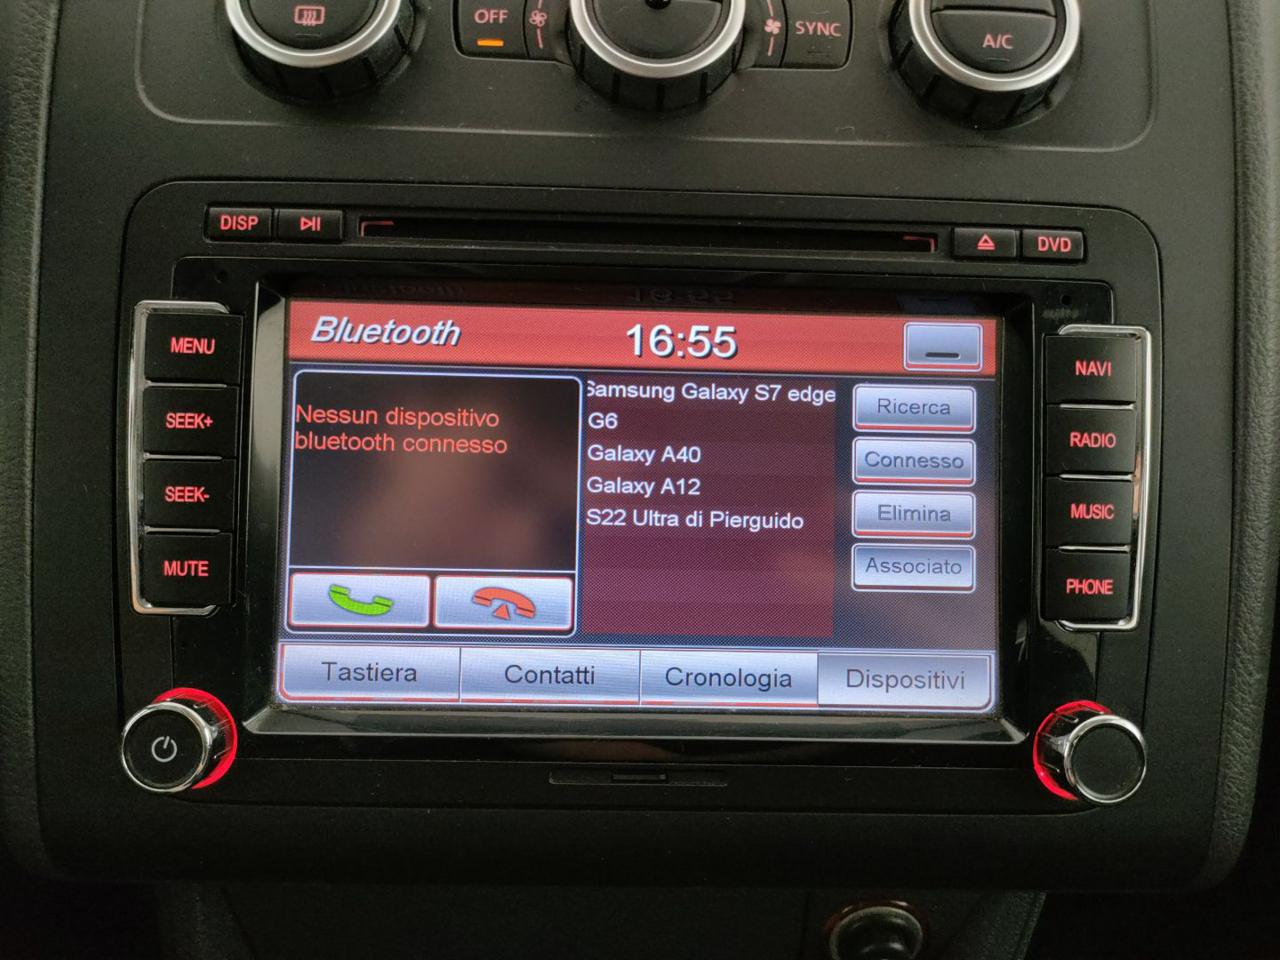 OFF
SYNC
A/C
DISP
DVD
MENU
SEEK+
SEEK-
MUTE
NAVI
RADIO
MUSIC
PHONE
Bluetooth
16:55
Nessun dispositivo
bluetooth connesso
Samsung Galaxy S7 edge
G6
Galaxy A40
Galaxy A12
S22 Ultra di Pierguido
Ricerca
Connesso
Elimina
Associato
Tastiera
Contatti
Cronologia
Dispositivi